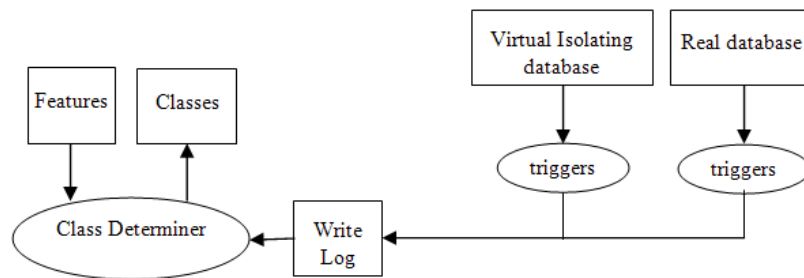 Virtual Isolating
database
Real database
Features
Classes
triggers
triggers
Class Determiner
Write
Log